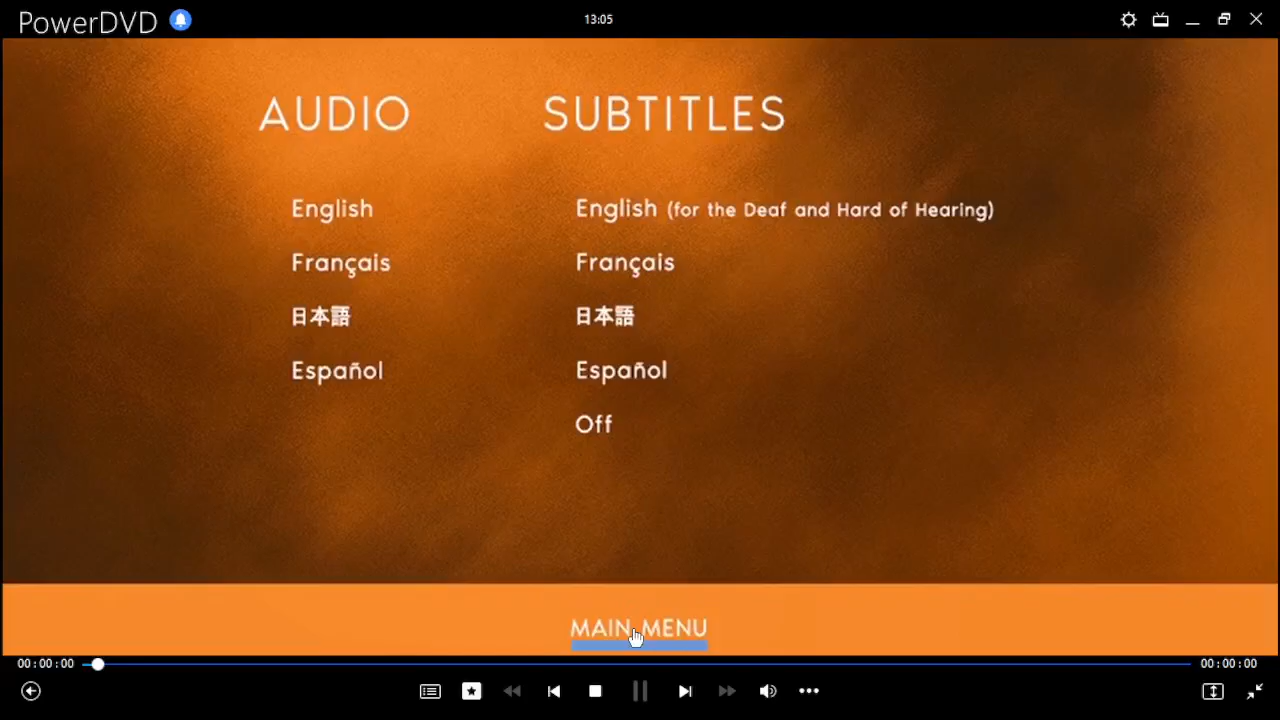 PowerDVD
13:05
AUDIO
English
Français
日本語
Español
SUBTITLES
English (for the Deaf and Hard of Hearing)
Français
日本語
Español
Off
MAIN MENU
00:00:00
00:00:00